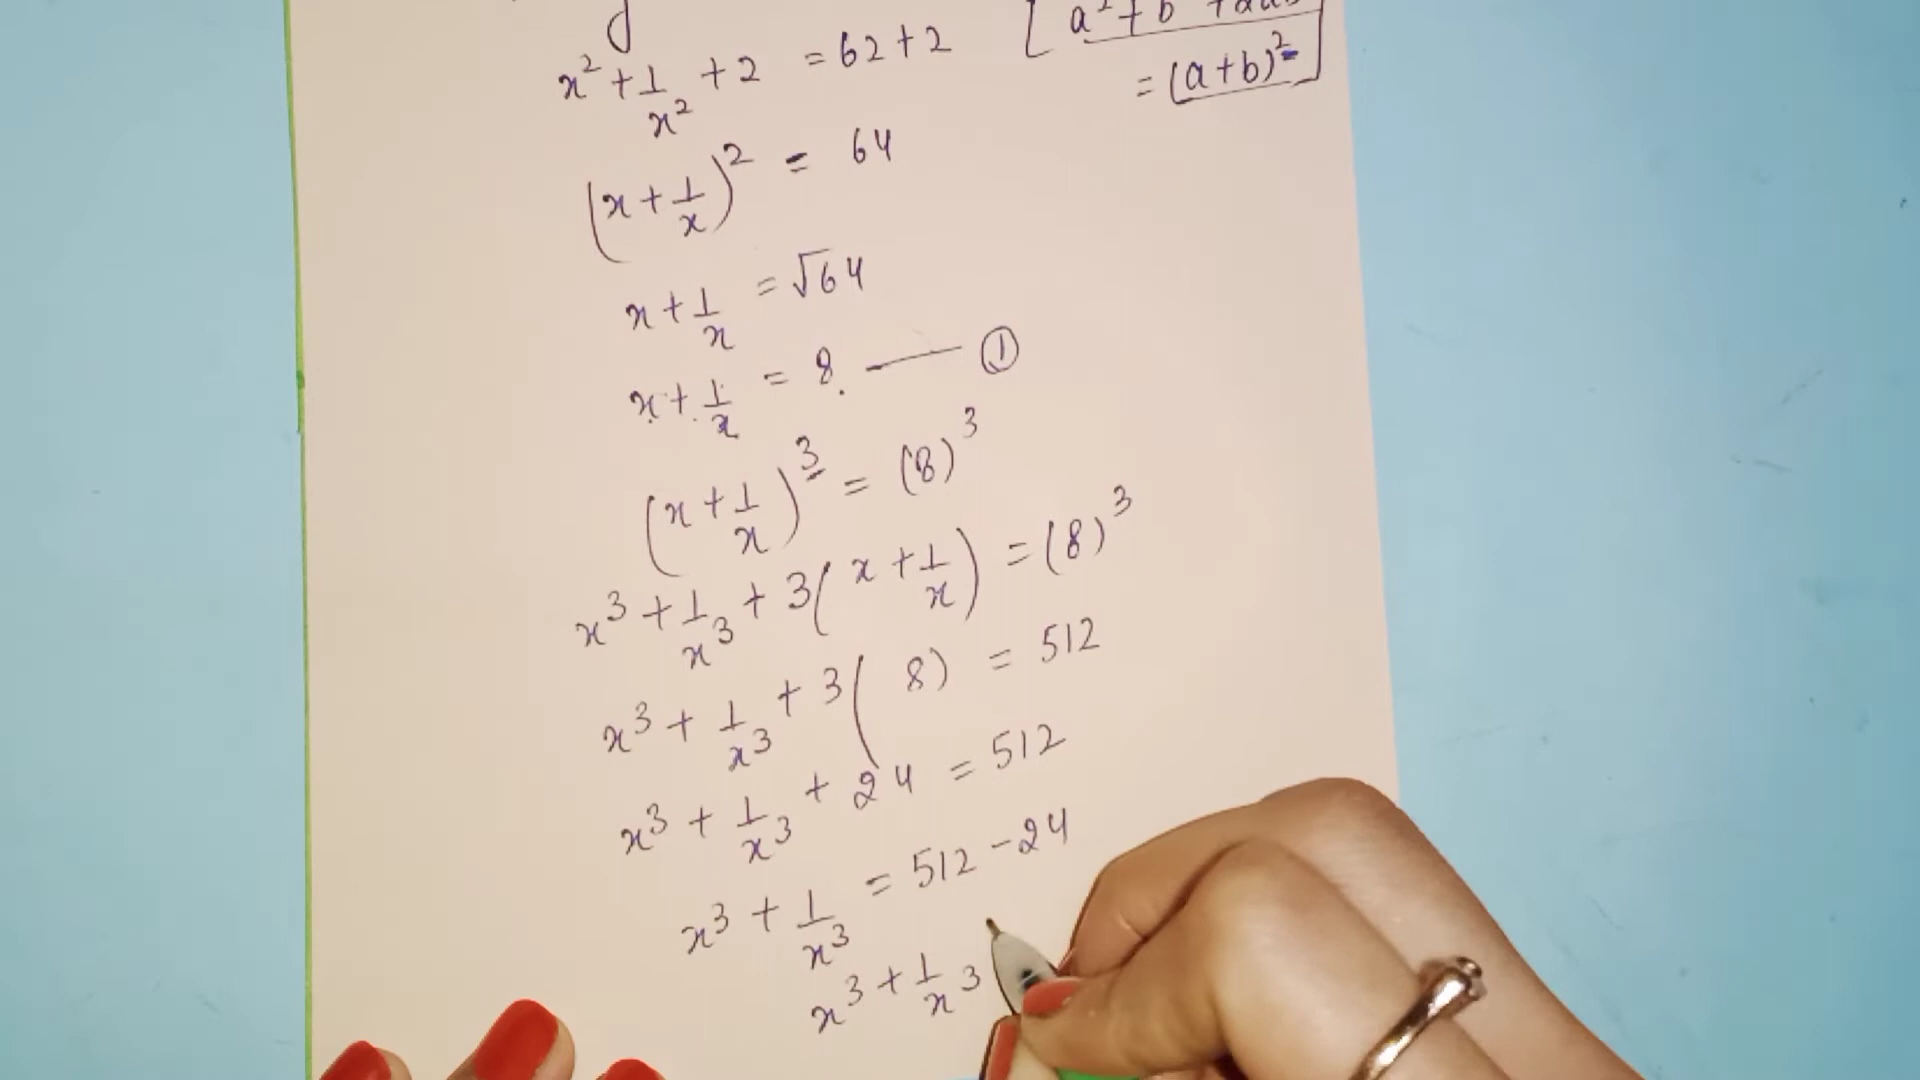 x² + 1/x² + 2 = 62 + 2
= (a+b)²
(x + 1/x)² = 64
x + 1/x = √64
x + 1/x = 8. —— ①
(x + 1/x)³ = (8)³
x³ + 1/x³ + 3(x + 1/x) = (8)³
x³ + 1/x³ + 3(8) = 512
x³ + 1/x³ + 24 = 512
x³ + 1/x³ = 512 - 24
x³ + 1/x³